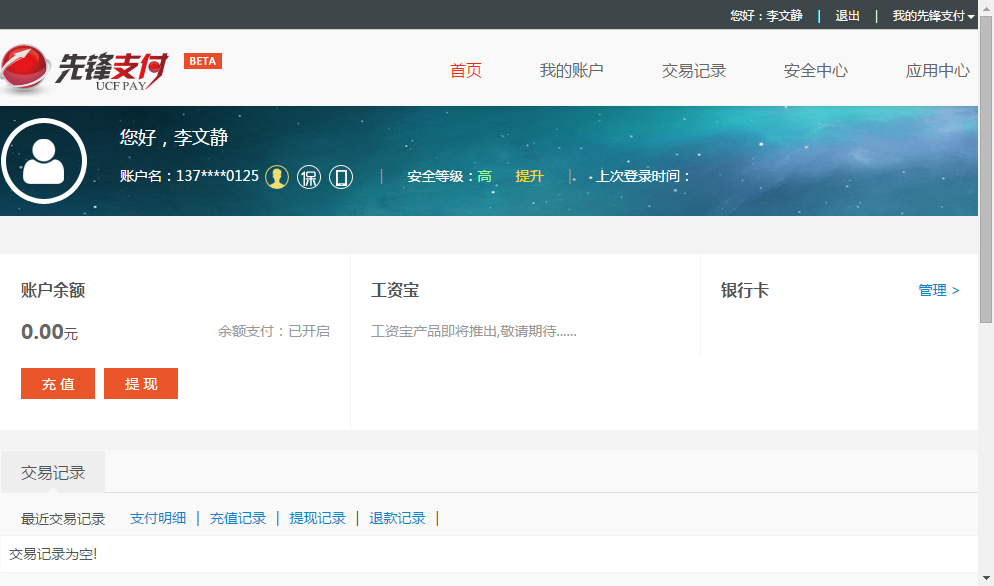 您好：李文静 | 退出 | 我的先锋支付
先锋支付 BETA
UCF PAY
首页 我的账户 交易记录 安全中心 应用中心
您好，李文静
账户名：137****0125 保 | 安全等级：高 提升 | 上次登录时间：
账户余额 工资宝 银行卡 管理 >
0.00元 余额支付：已开启 工资宝产品即将推出,敬请期待......
充 值 提 现
交易记录
最近交易记录 支付明细 | 充值记录 | 提现记录 | 退款记录 |
交易记录为空!